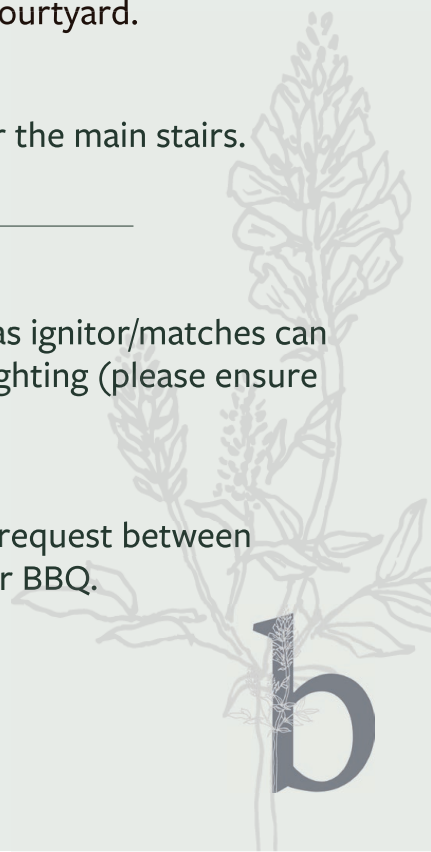 ourtyard.
r the main stairs.
as ignitor/matches can
ghting (please ensure
request between
r BBQ.
b